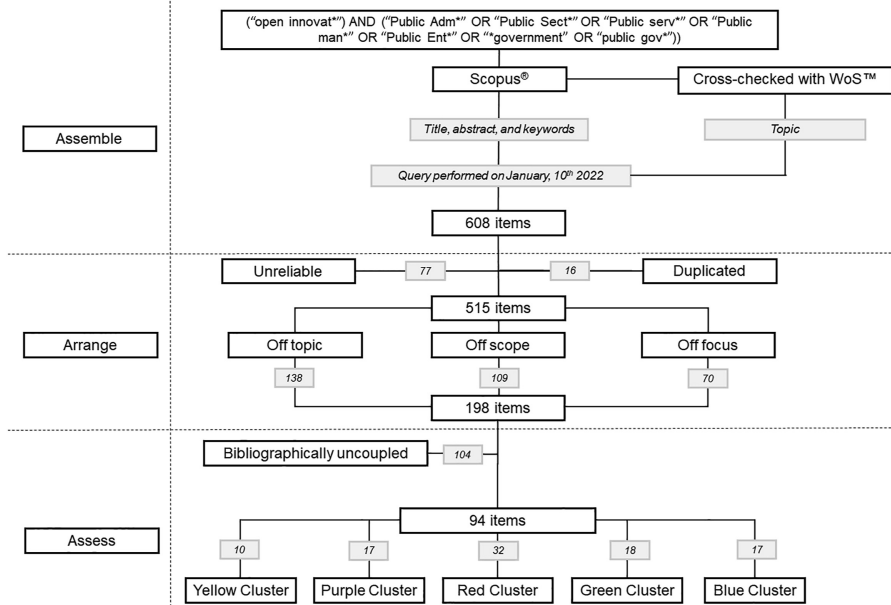 (“open innovat*”) AND (“Public Adm*” OR “Public Sect*” OR “Public serv*” OR “Public
man*” OR “Public Ent*” OR “*government” OR “public gov*”))
Scopus®
Cross-checked with WoS™
Assemble
Title, abstract, and keywords
Topic
Query performed on January, 10th 2022
608 items
Unreliable
77
16
Duplicated
515 items
Arrange
Off topic
Off scope
Off focus
138
109
70
198 items
Bibliographically uncoupled
104
94 items
Assess
10
17
32
18
17
Yellow Cluster
Purple Cluster
Red Cluster
Green Cluster
Blue Cluster